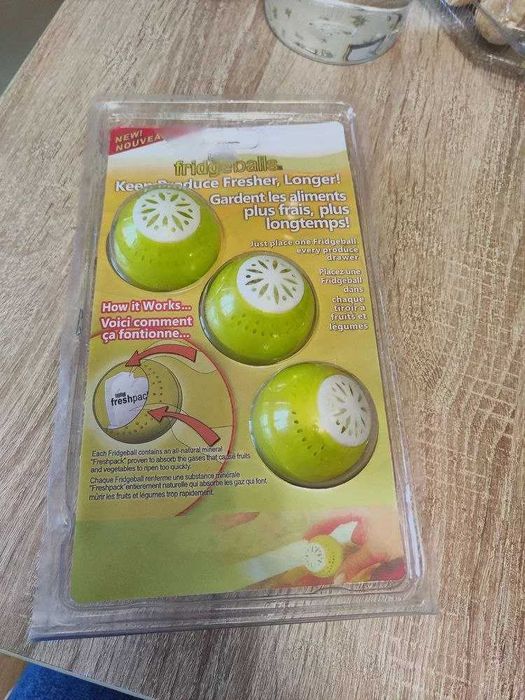 NEW!
NOUVEA
fridgeballs
Keep Produce Fresher, Longer!
Gardent les aliments
plus frais, plus
longtemps!
Just place one Fridgeball
every produce
drawer
Placez une
Fridgeball
dans
chaque
tiroir a
fruits et
légumes
How it Works...
Voici comment
ça fontionne...
freshpac
Each Fridgeball contains an all-natural mineral
"Freshpack" proven to absorb the gases that cause fruits
and vegetables to ripen too quickly.
Chaque Fridgeball renferme une substance minérale
"Freshpack" entièrement naturelle qui absorbe les gaz qui font
mûrir les fruits et légumes trop rapidement.